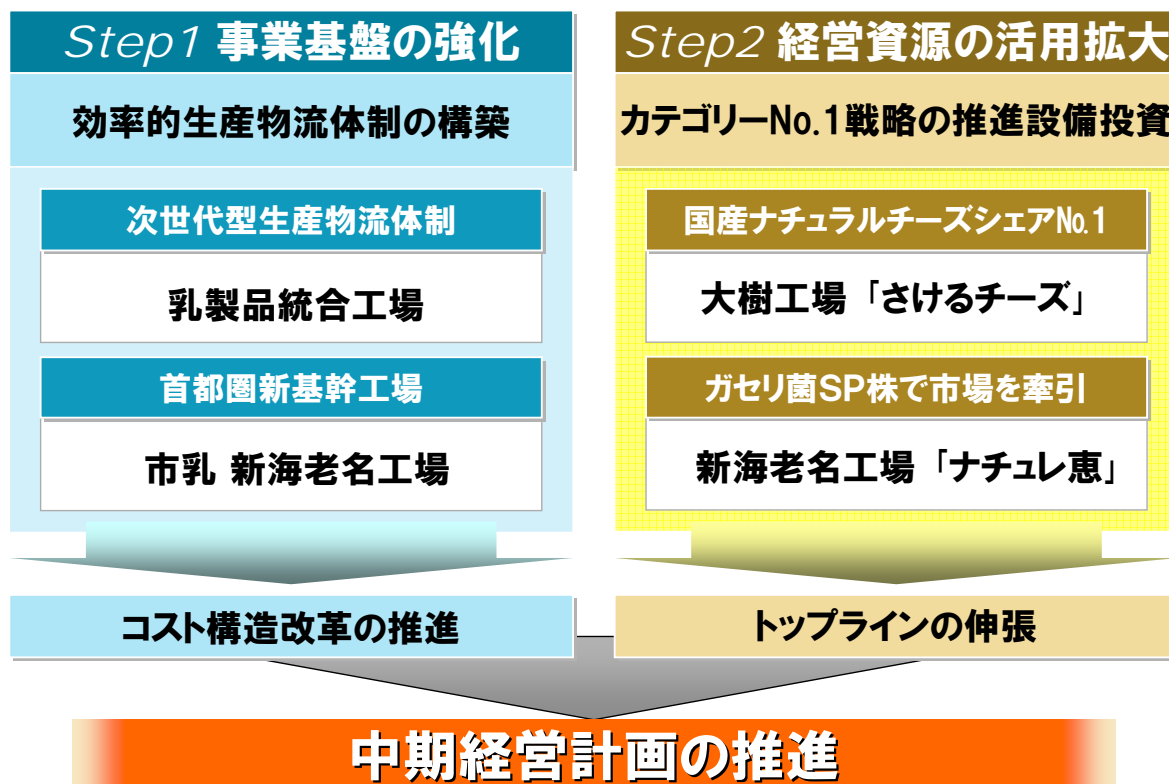 Step1 事業基盤の強化
効率的生産物流体制の構築
次世代型生産物流体制
乳製品統合工場
首都圏新基幹工場
市乳 新海老名工場
コスト構造改革の推進
Step2 経営資源の活用拡大
カテゴリーNo.1戦略の推進設備投資
国産ナチュラルチーズシェアNo.1
大樹工場「さけるチーズ」
ガセリ菌SP株で市場を牽引
新海老名工場「ナチュレ恵」
トップラインの伸張
中期経営計画の推進